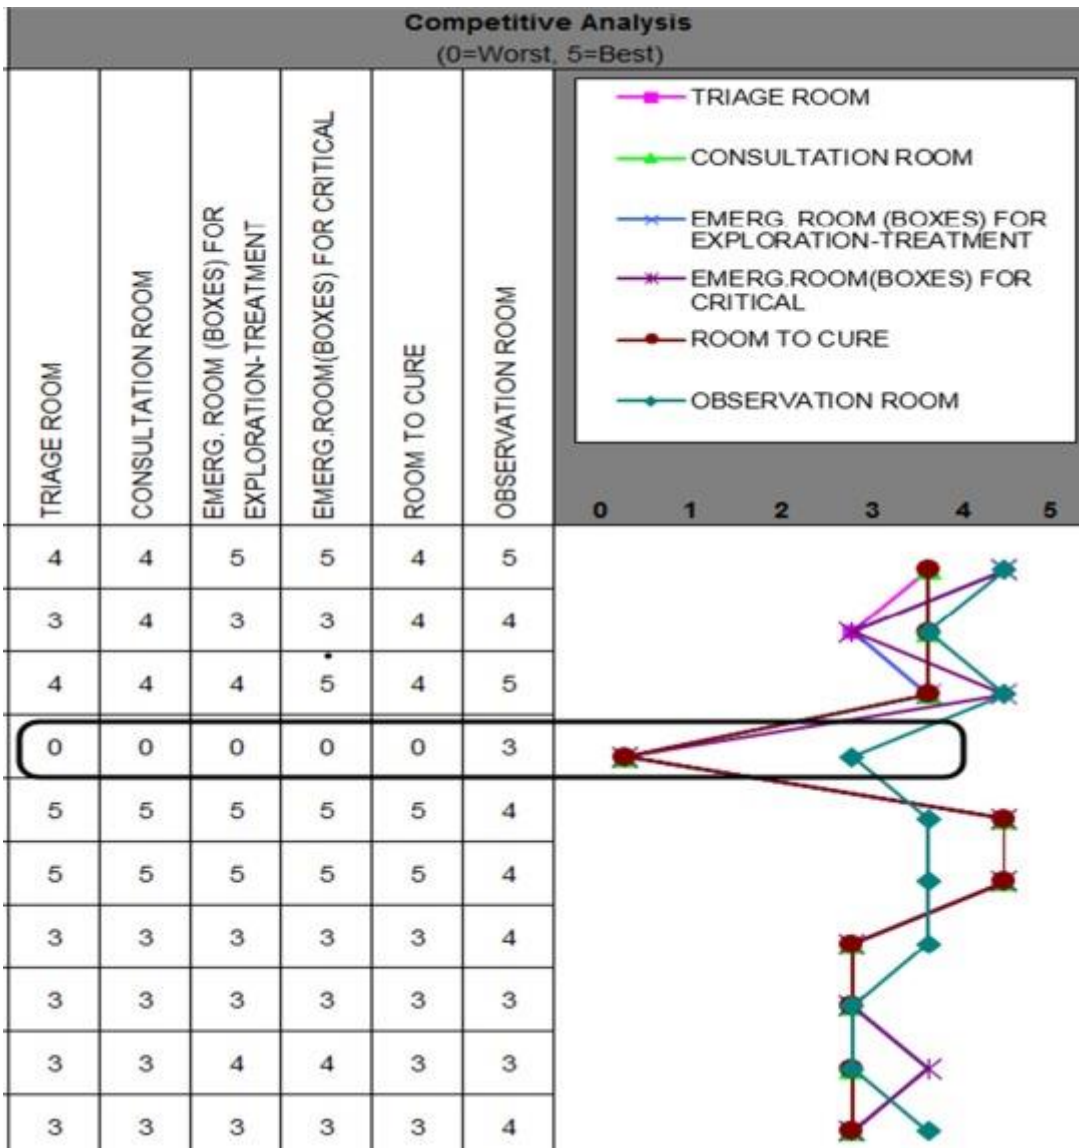 Competitive Analysis
(0=Worst, 5=Best)
TRIAGE ROOM
CONSULTATION ROOM
EMERG. ROOM (BOXES) FOR
EXPLORATION-TREATMENT
EMERG.ROOM(BOXES) FOR CRITICAL
ROOM TO CURE
OBSERVATION ROOM
TRIAGE ROOM
CONSULTATION ROOM
EMERG. ROOM (BOXES) FOR
EXPLORATION-TREATMENT
EMERG.ROOM(BOXES) FOR
CRITICAL
ROOM TO CURE
OBSERVATION ROOM
0 1 2 3 4 5
4 4 5 5 4 5
3 4 3 3 4 4
4 4 4 5 4 5
0 0 0 0 0 3
5 5 5 5 5 4
5 5 5 5 5 4
3 3 3 3 3 4
3 3 3 3 3 3
3 3 4 4 3 3
3 3 3 3 3 4